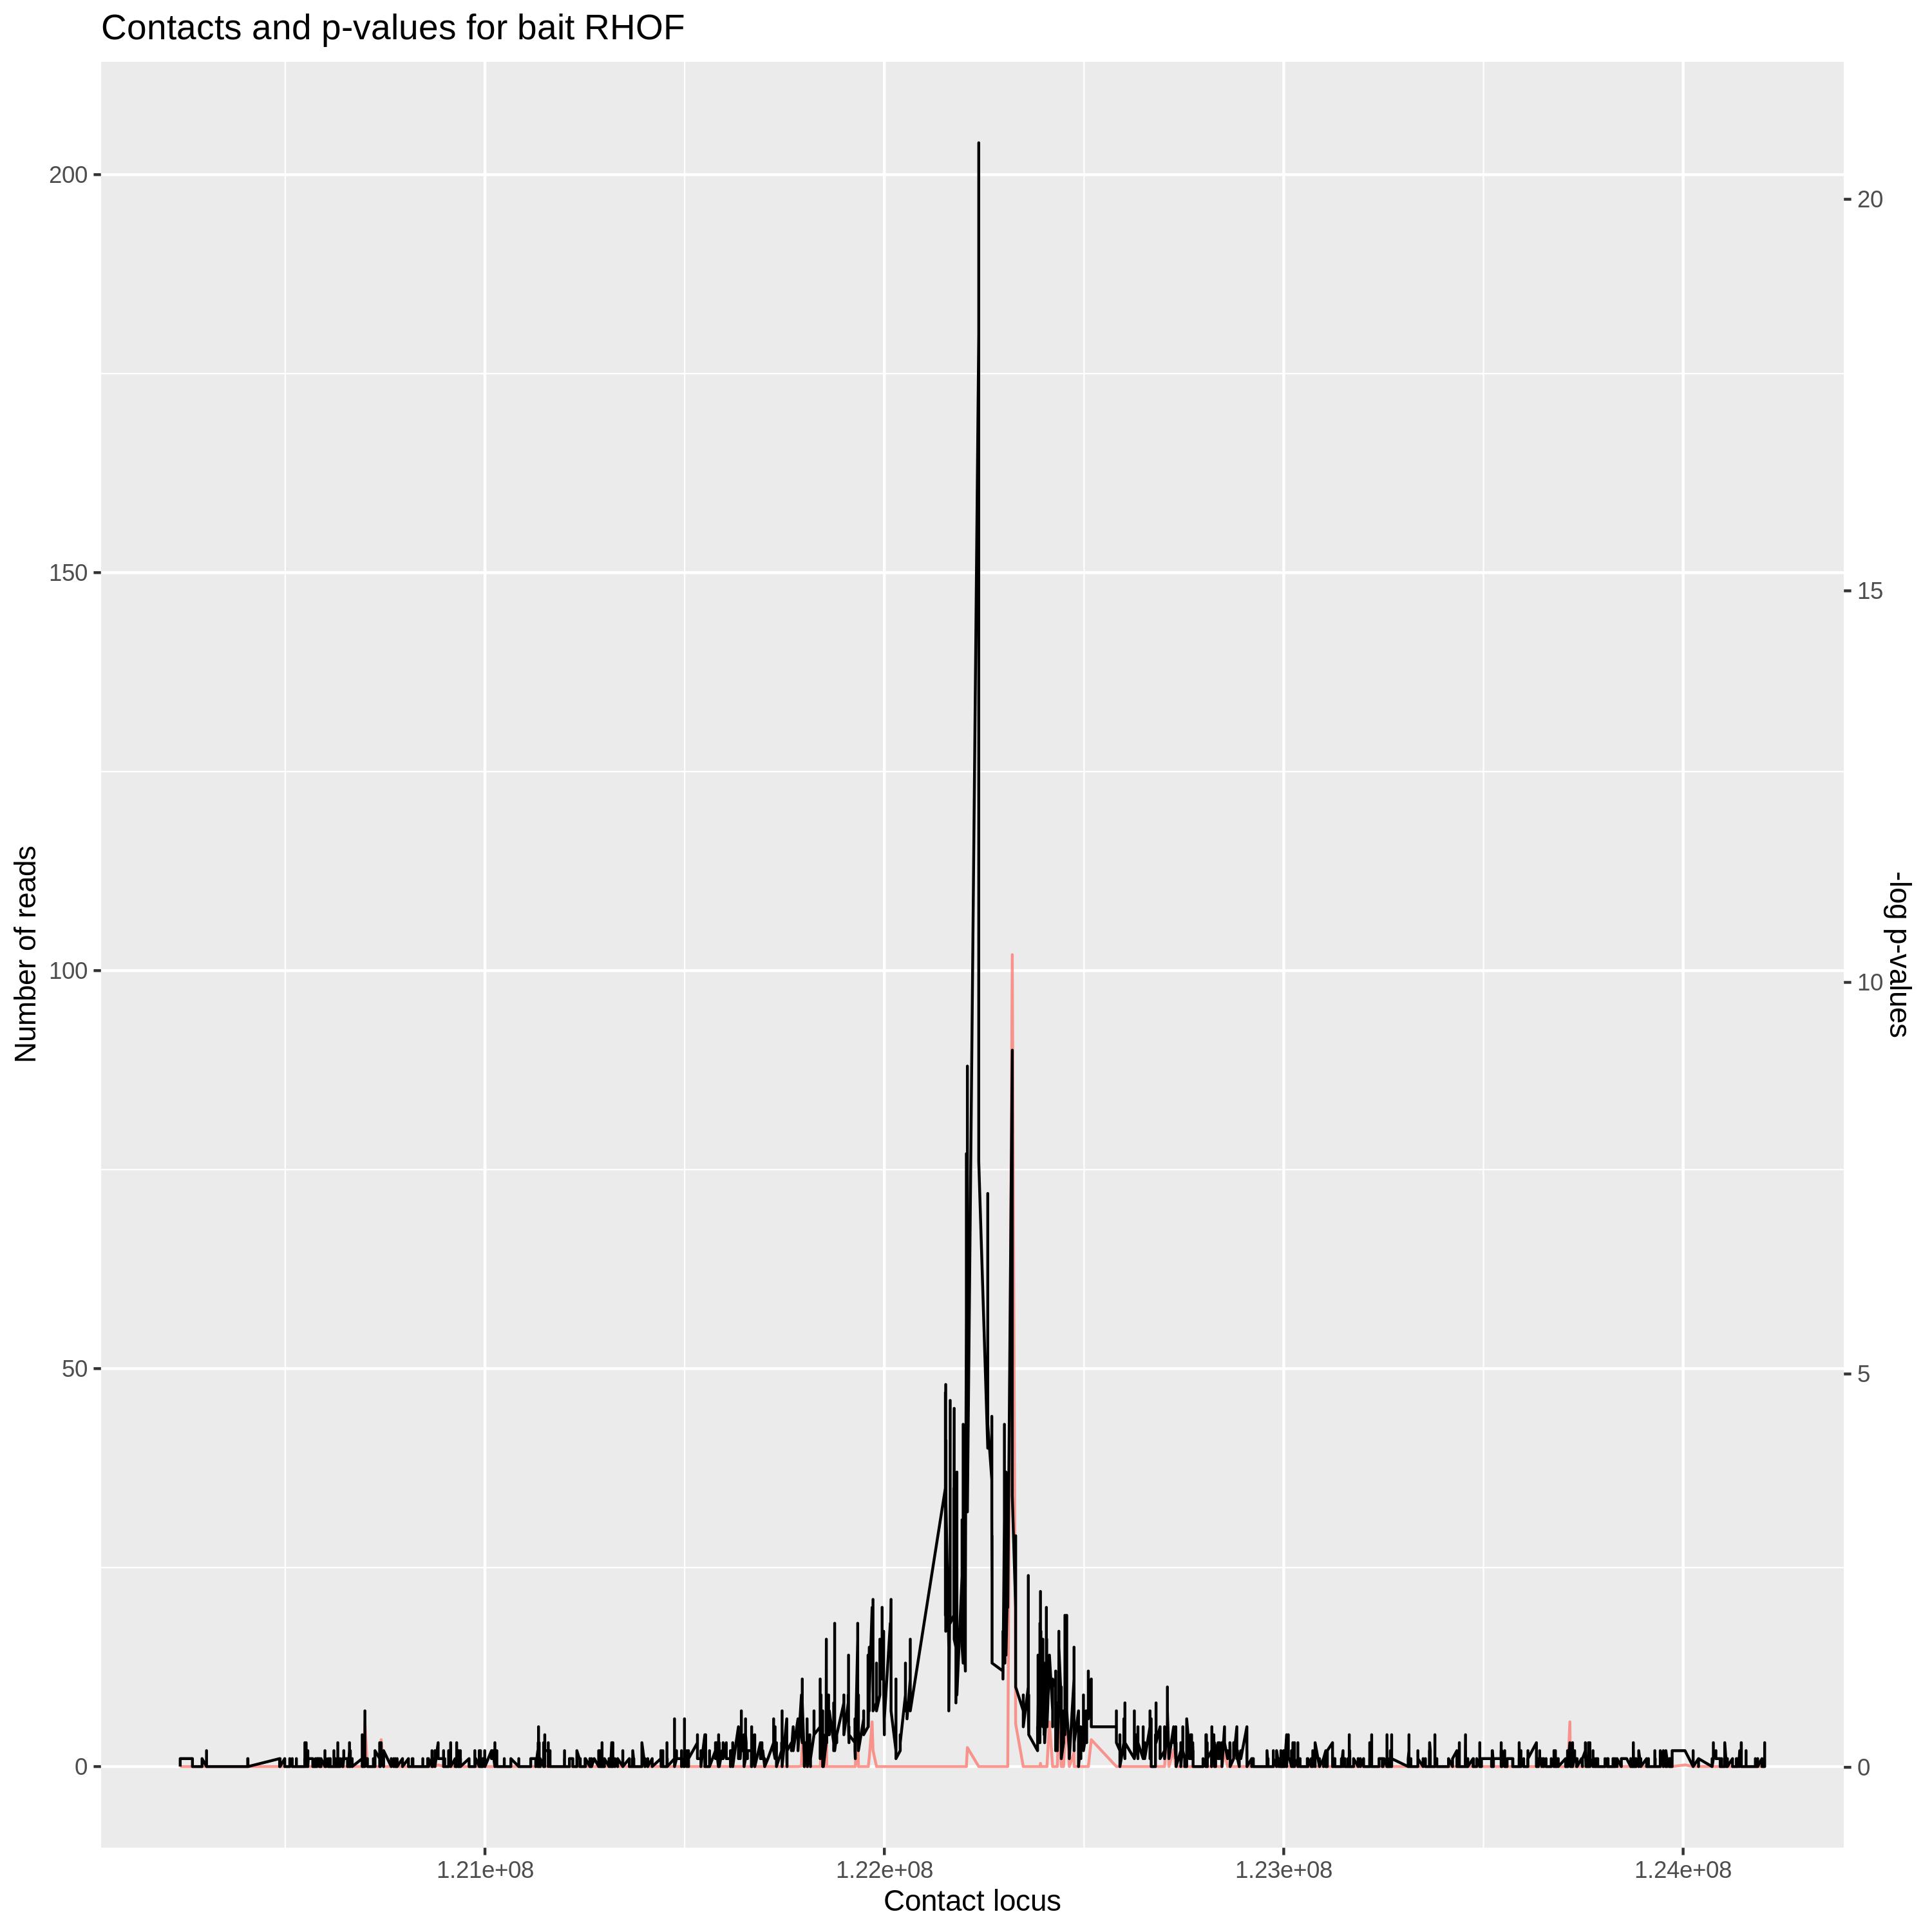 Contacts and p-values for bait RHOF
Number of reads
200
150
100
50
0
20
15
10
5
0
-log p-values
1.21e+08
1.22e+08
1.23e+08
1.24e+08
Contact locus